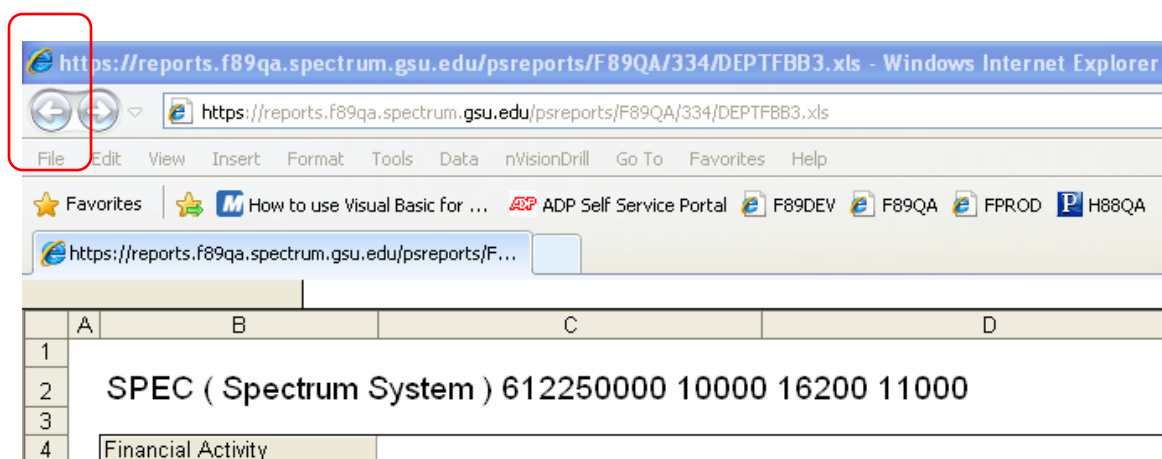 https://reports.f89qa.spectrum.gsu.edu/psreports/F89QA/334/DEPTFBB3.xls - Windows Internet Explorer
https://reports.f89qa.spectrum.gsu.edu/psreports/F89QA/334/DEPTFBB3.xls
File Edit View Insert Format Tools Data nVisionDrill Go To Favorites Help
Favorites M How to use Visual Basic for ... ADP ADP Self Service Portal F89DEV F89QA FPROD P H88QA
https://reports.f89qa.spectrum.gsu.edu/psreports/F...
A B C D
1
2 SPEC ( Spectrum System ) 612250000 10000 16200 11000
3
4 Financial Activity